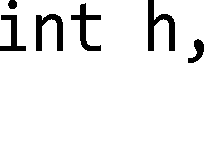 int h,